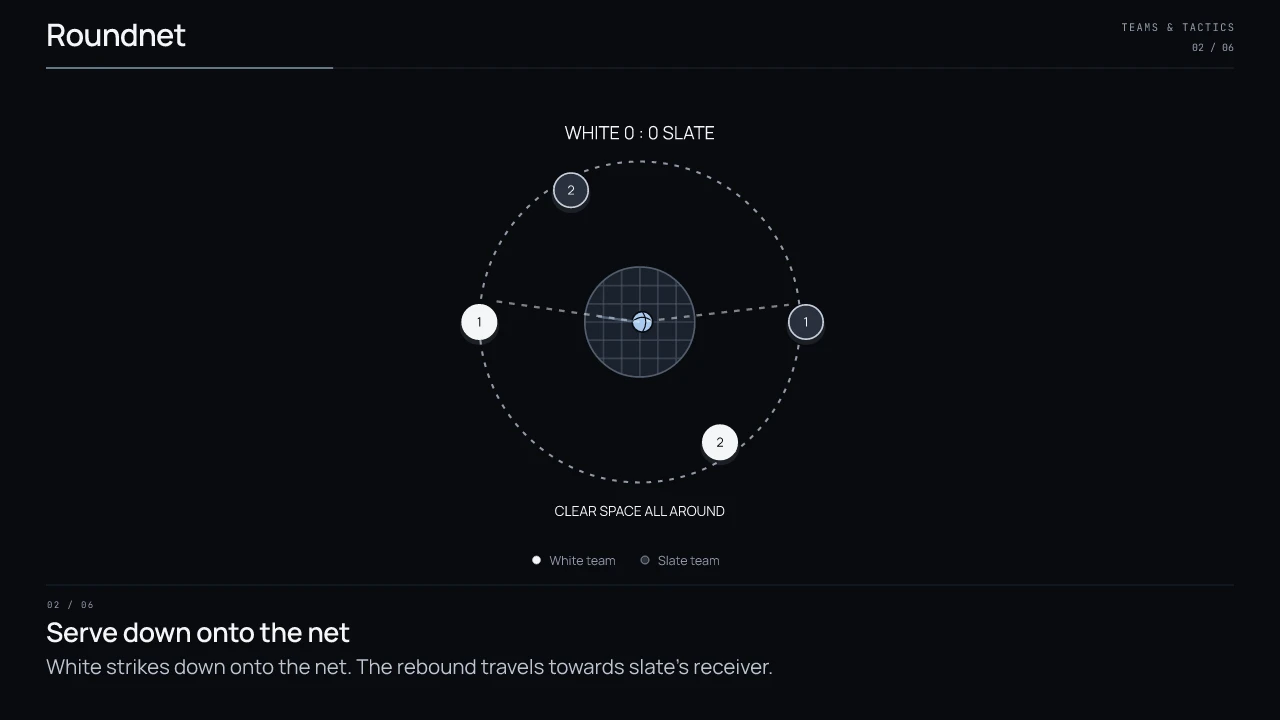 Roundnet
TEAMS & TACTICS
02 / 06
WHITE 0 : 0 SLATE
2
1
1
2
CLEAR SPACE ALL AROUND
White team
Slate team
02 / 06
Serve down onto the net
White strikes down onto the net. The rebound travels towards slate's receiver.